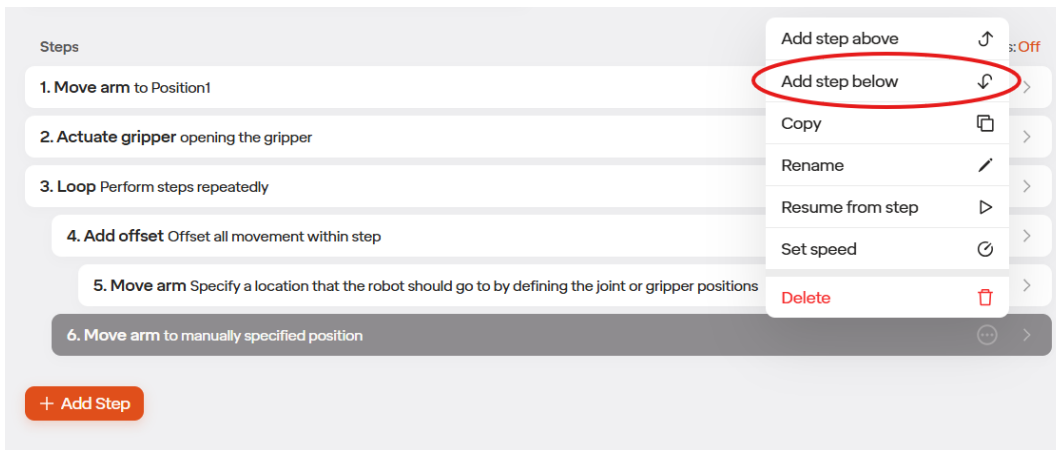 Steps
s: Off
1. Move arm to Position1
2. Actuate gripper opening the gripper
3. Loop Perform steps repeatedly
4. Add offset Offset all movement within step
5. Move arm Specify a location that the robot should go to by defining the joint or gripper positions
6. Move arm to manually specified position
+ Add Step
Add step above
Add step below
Copy
Rename
Resume from step
Set speed
Delete